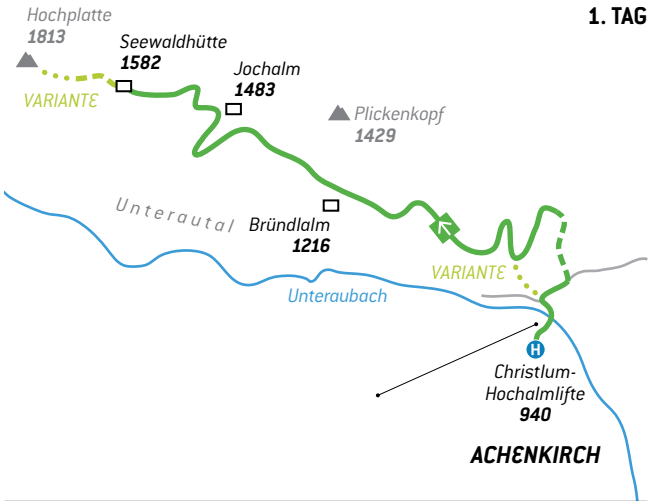 Hochplatte
1813
1. TAG
Seewaldhütte
1582
Jochalm
1483
VARIANTE
Plickenkopf
1429
Unterautal
Bründlalm
1216
VARIANTE
Unteraubach
H
Christlum-
Hochalmlifte
940
ACHENKIRCH